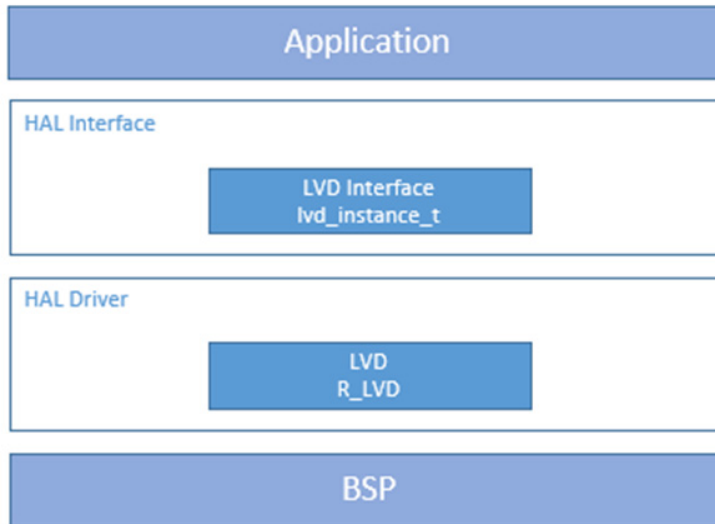 Application
HAL Interface
LVD Interface
lvd_instance_t
HAL Driver
LVD
R_LVD
BSP